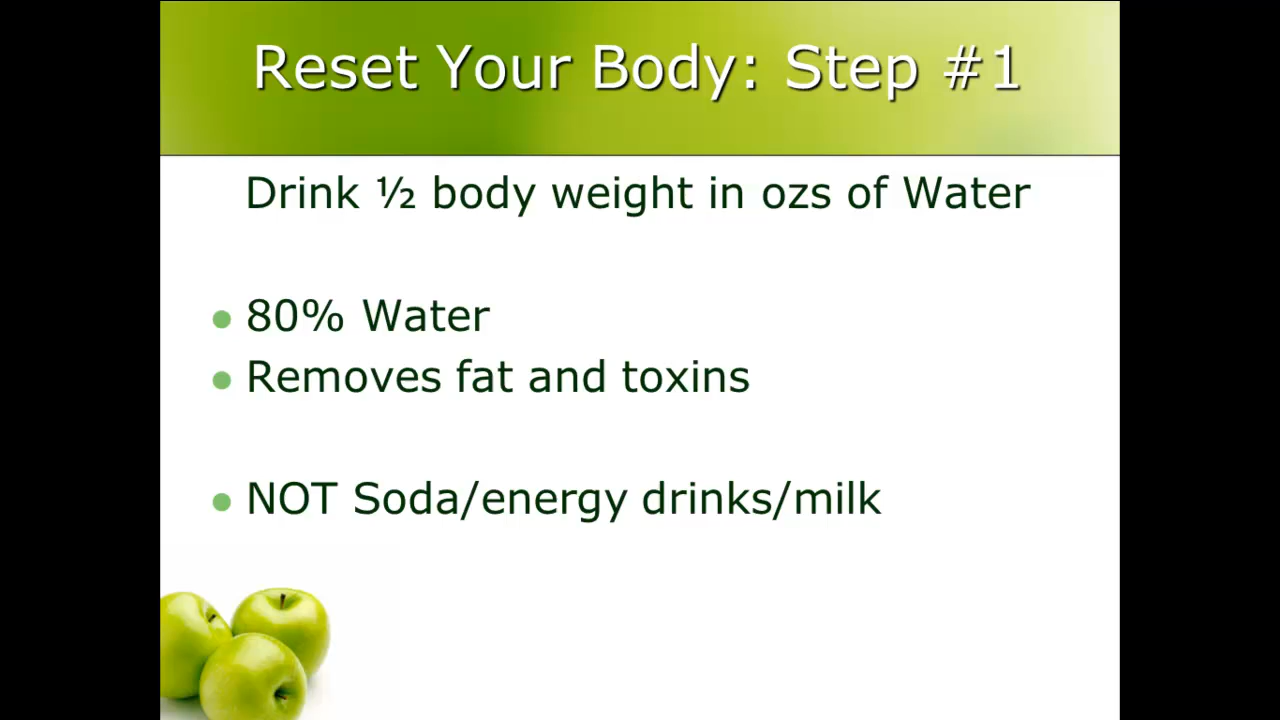 Reset Your Body: Step #1
Drink ½ body weight in ozs of Water
80% Water
Removes fat and toxins
NOT Soda/energy drinks/milk